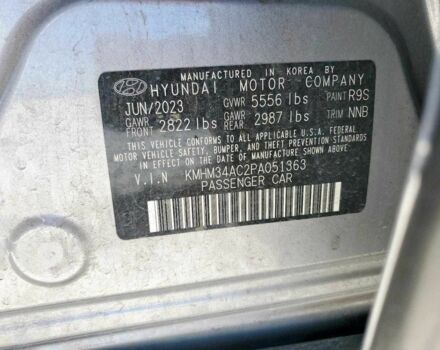 MANUFACTURED IN KOREA BY
HYUNDAI MOTOR COMPANY
JUN/2023 GVWR 5556 lbs PAINT R9S
GAWR FRONT 2822 lbs GAWR REAR 2987 lbs TRIM NNB
THIS VEHICLE CONFORMS TO ALL APPLICABLE U.S.A. FEDERAL
MOTOR VEHICLE SAFETY, BUMPER, AND THEFT PREVENTION STANDARDS
IN EFFECT ON THE DATE OF MANUFACTURE SHOWN ABOVE.
V.I.N KMHM34AC2PA051363
PASSENGER CAR